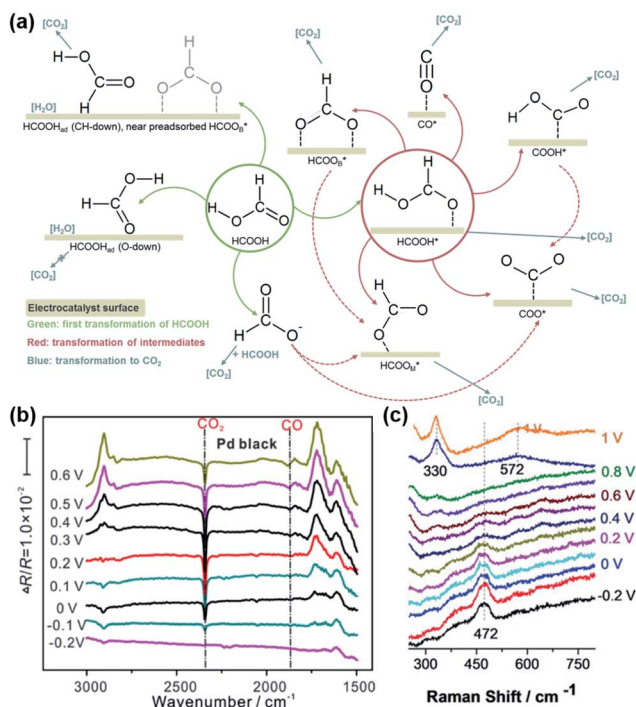 (a)
[CO₂]
H
O
C
O
H
[H₂O]
HCOOHad (CH-down), near preadsorbed HCOOB*
H
C
O
O
[CO₂]
H
C
O
O
HCOOB*
[CO₂]
C
O
CO*
[CO₂]
H
O
O
C
COOH*
O
H
C
H
O
[H₂O]
HCOOHad (O-down)
[CO₂]
H
C
HO
O
HCOOH
H
C
HO
O
HCOOH*
[CO₂]
O
O
C
COO*
[CO₂]
Electrocatalyst surface
Green: first transformation of HCOOH
Red: transformation of intermediates
Blue: transformation to CO₂
O
C
H
O-
+ HCOOH
[CO₂]
H
C
O
O
HCOOM*
[CO₂]
(b)
CO₂
Pd black
CO
0.6 V
0.5 V
0.4 V
0.3 V
0.2 V
0.1 V
0 V
-0.1 V
-0.2V
ΔR/R=1.0×10⁻²
3000
2500
2000
1500
Wavenumber / cm⁻¹
(c)
1 V
1 V
330
572
0.8 V
0.6 V
0.4 V
0.2 V
0 V
-0.2 V
472
300
450
600
750
Raman Shift / cm⁻¹